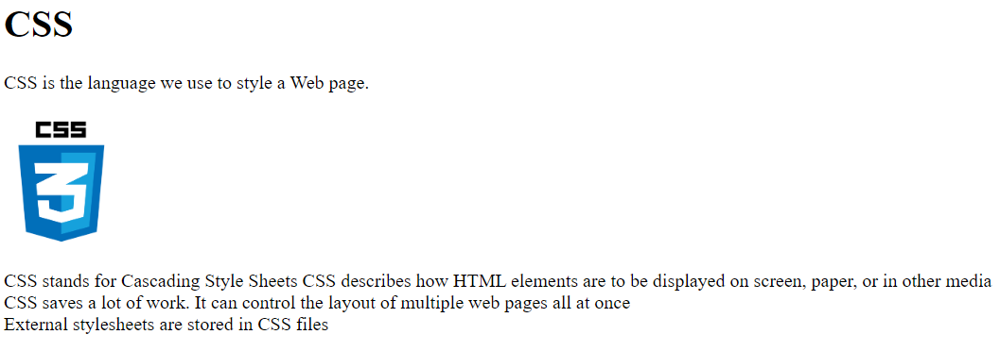 CSS
CSS is the language we use to style a Web page.
CSS
3
CSS stands for Cascading Style Sheets CSS describes how HTML elements are to be displayed on screen, paper, or in other media
CSS saves a lot of work. It can control the layout of multiple web pages all at once
External stylesheets are stored in CSS files